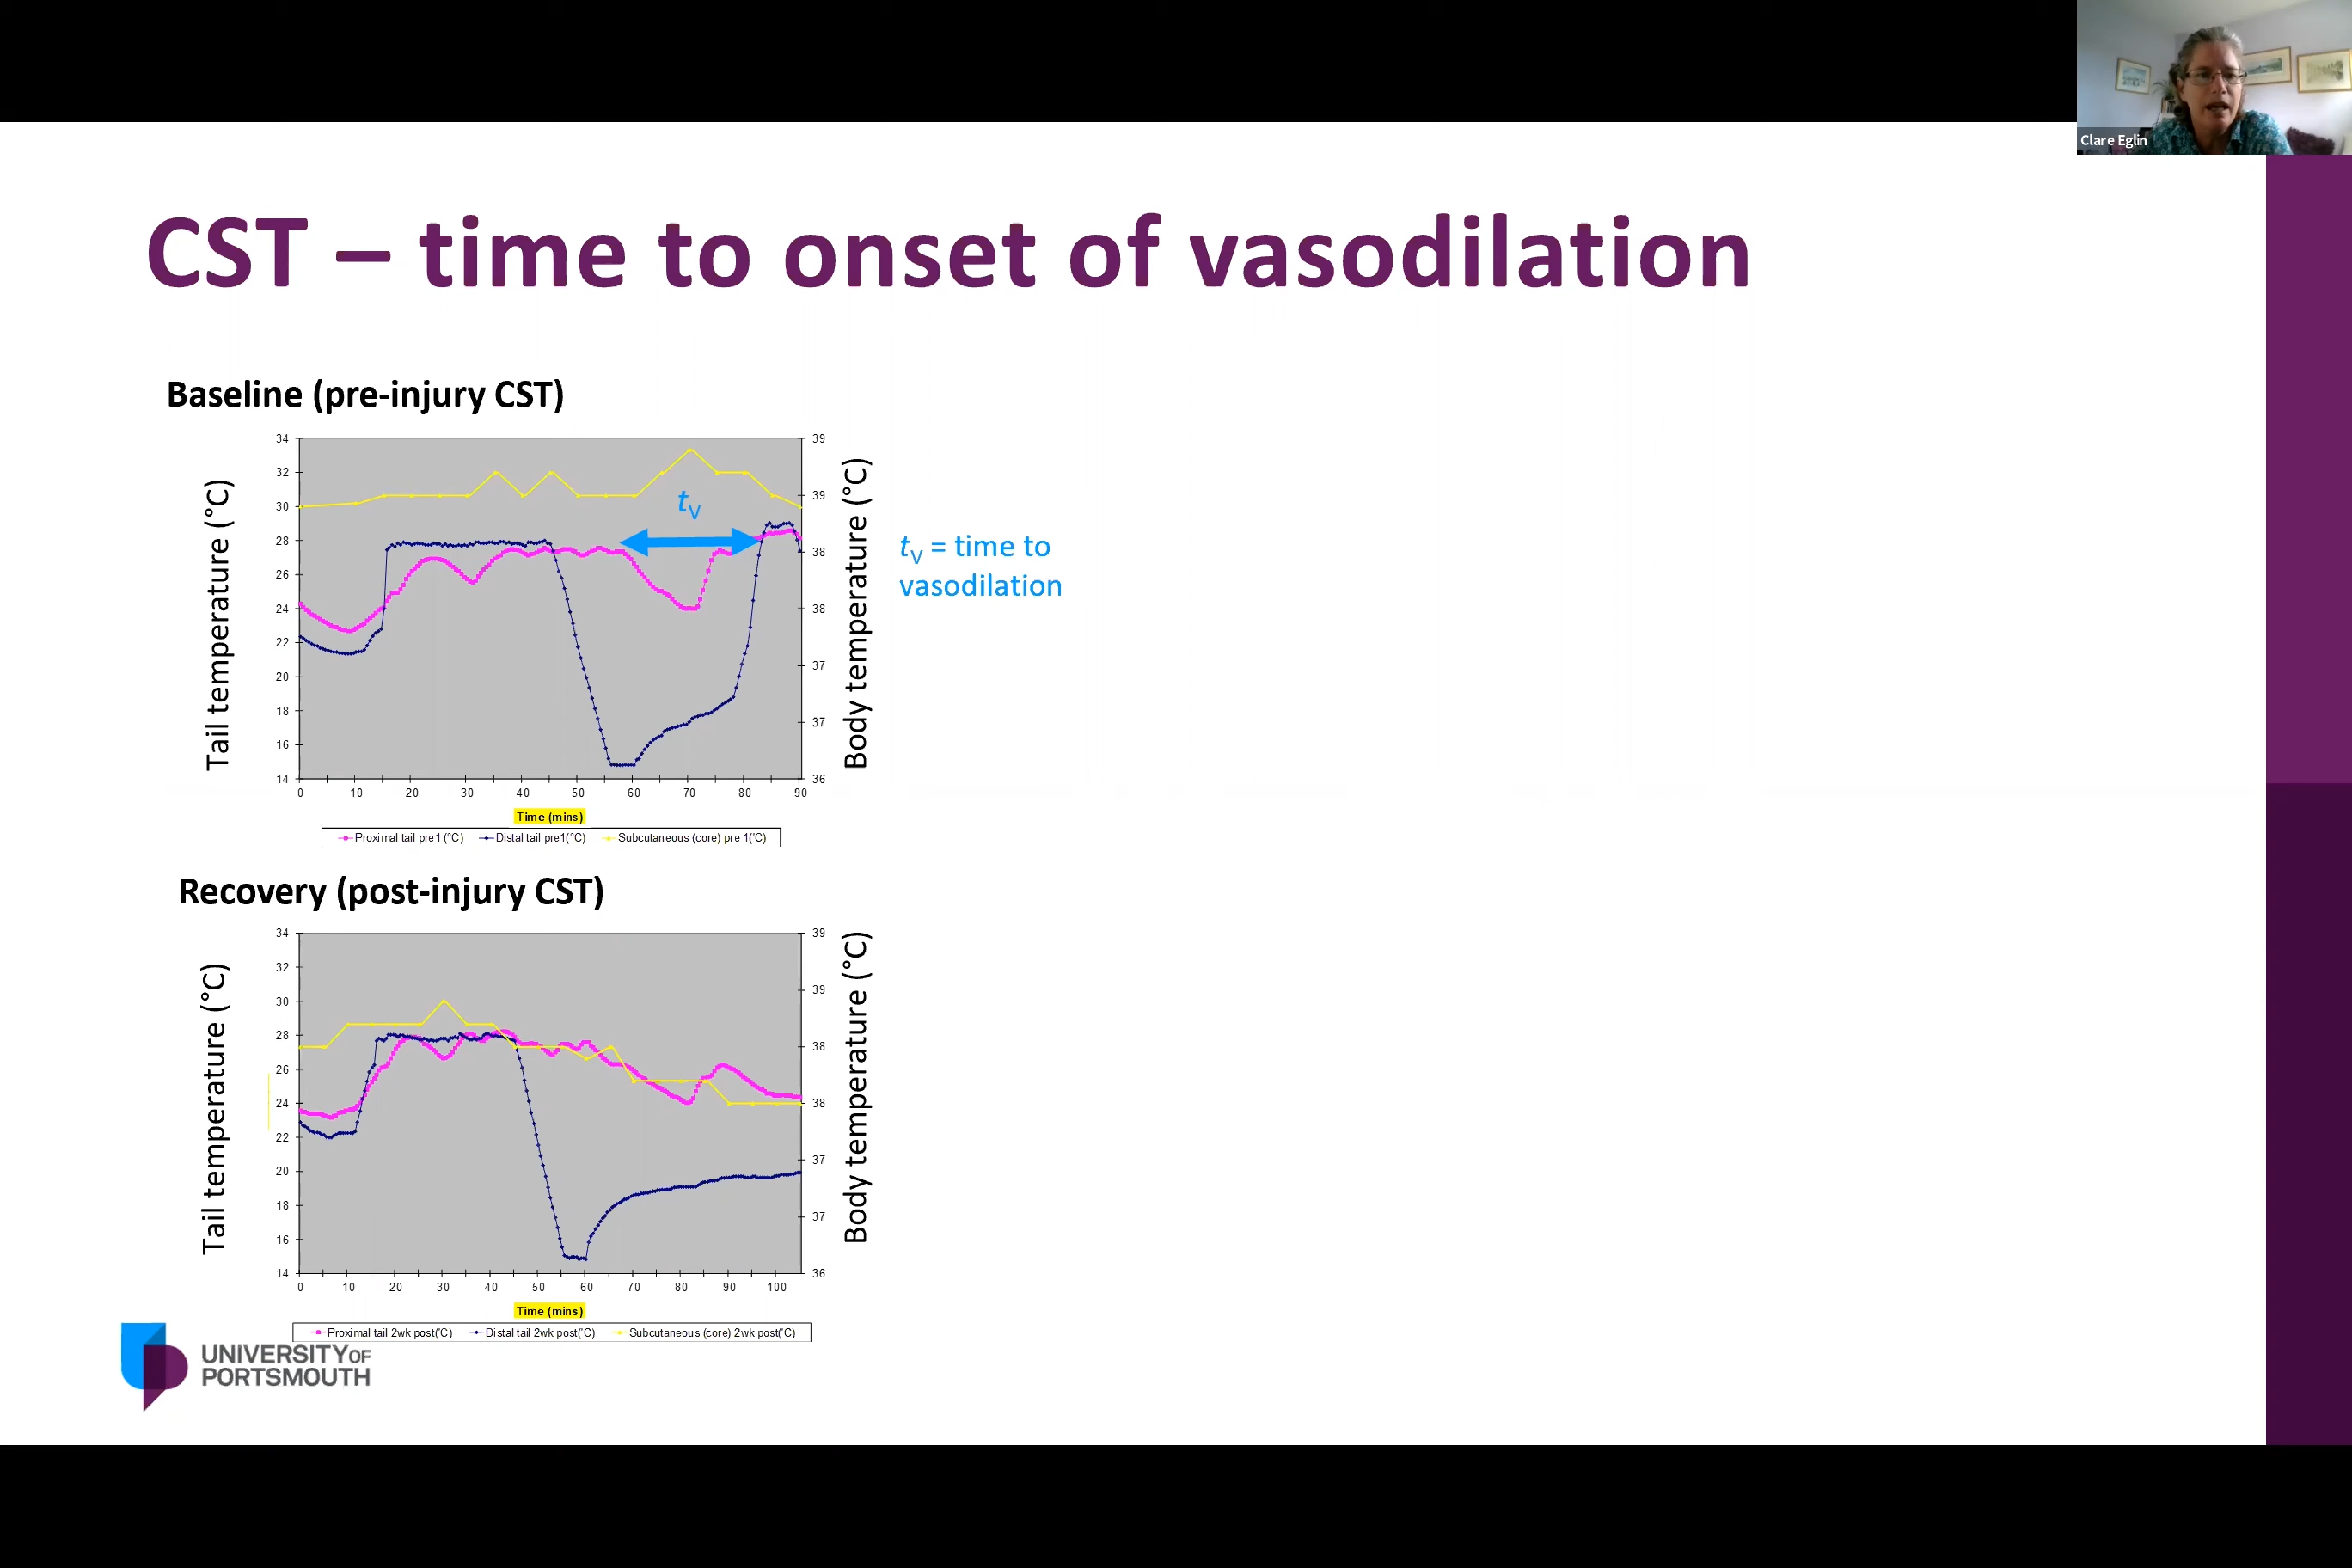 Clare Eglin
CST – time to onset of vasodilation
Baseline (pre-injury CST)
Tail temperature (°C)
34
32
30
28
26
24
22
20
18
16
14
tV
39
39
38
38
37
37
36
Body temperature (°C)
0 10 20 30 40 50 60 70 80 90
Time (mins)
Proximal tail pre1 (°C) Distal tail pre1(°C) Subcutaneous (core) pre 1(°C)
tV = time to
vasodilation
Recovery (post-injury CST)
Tail temperature (°C)
34
32
30
28
26
24
22
20
18
16
14
39
39
38
38
37
37
36
Body temperature (°C)
0 10 20 30 40 50 60 70 80 90 100
Time (mins)
Proximal tail 2wk post(°C) Distal tail 2wk post(°C) Subcutaneous (core) 2wk post(°C)
UNIVERSITY OF
PORTSMOUTH